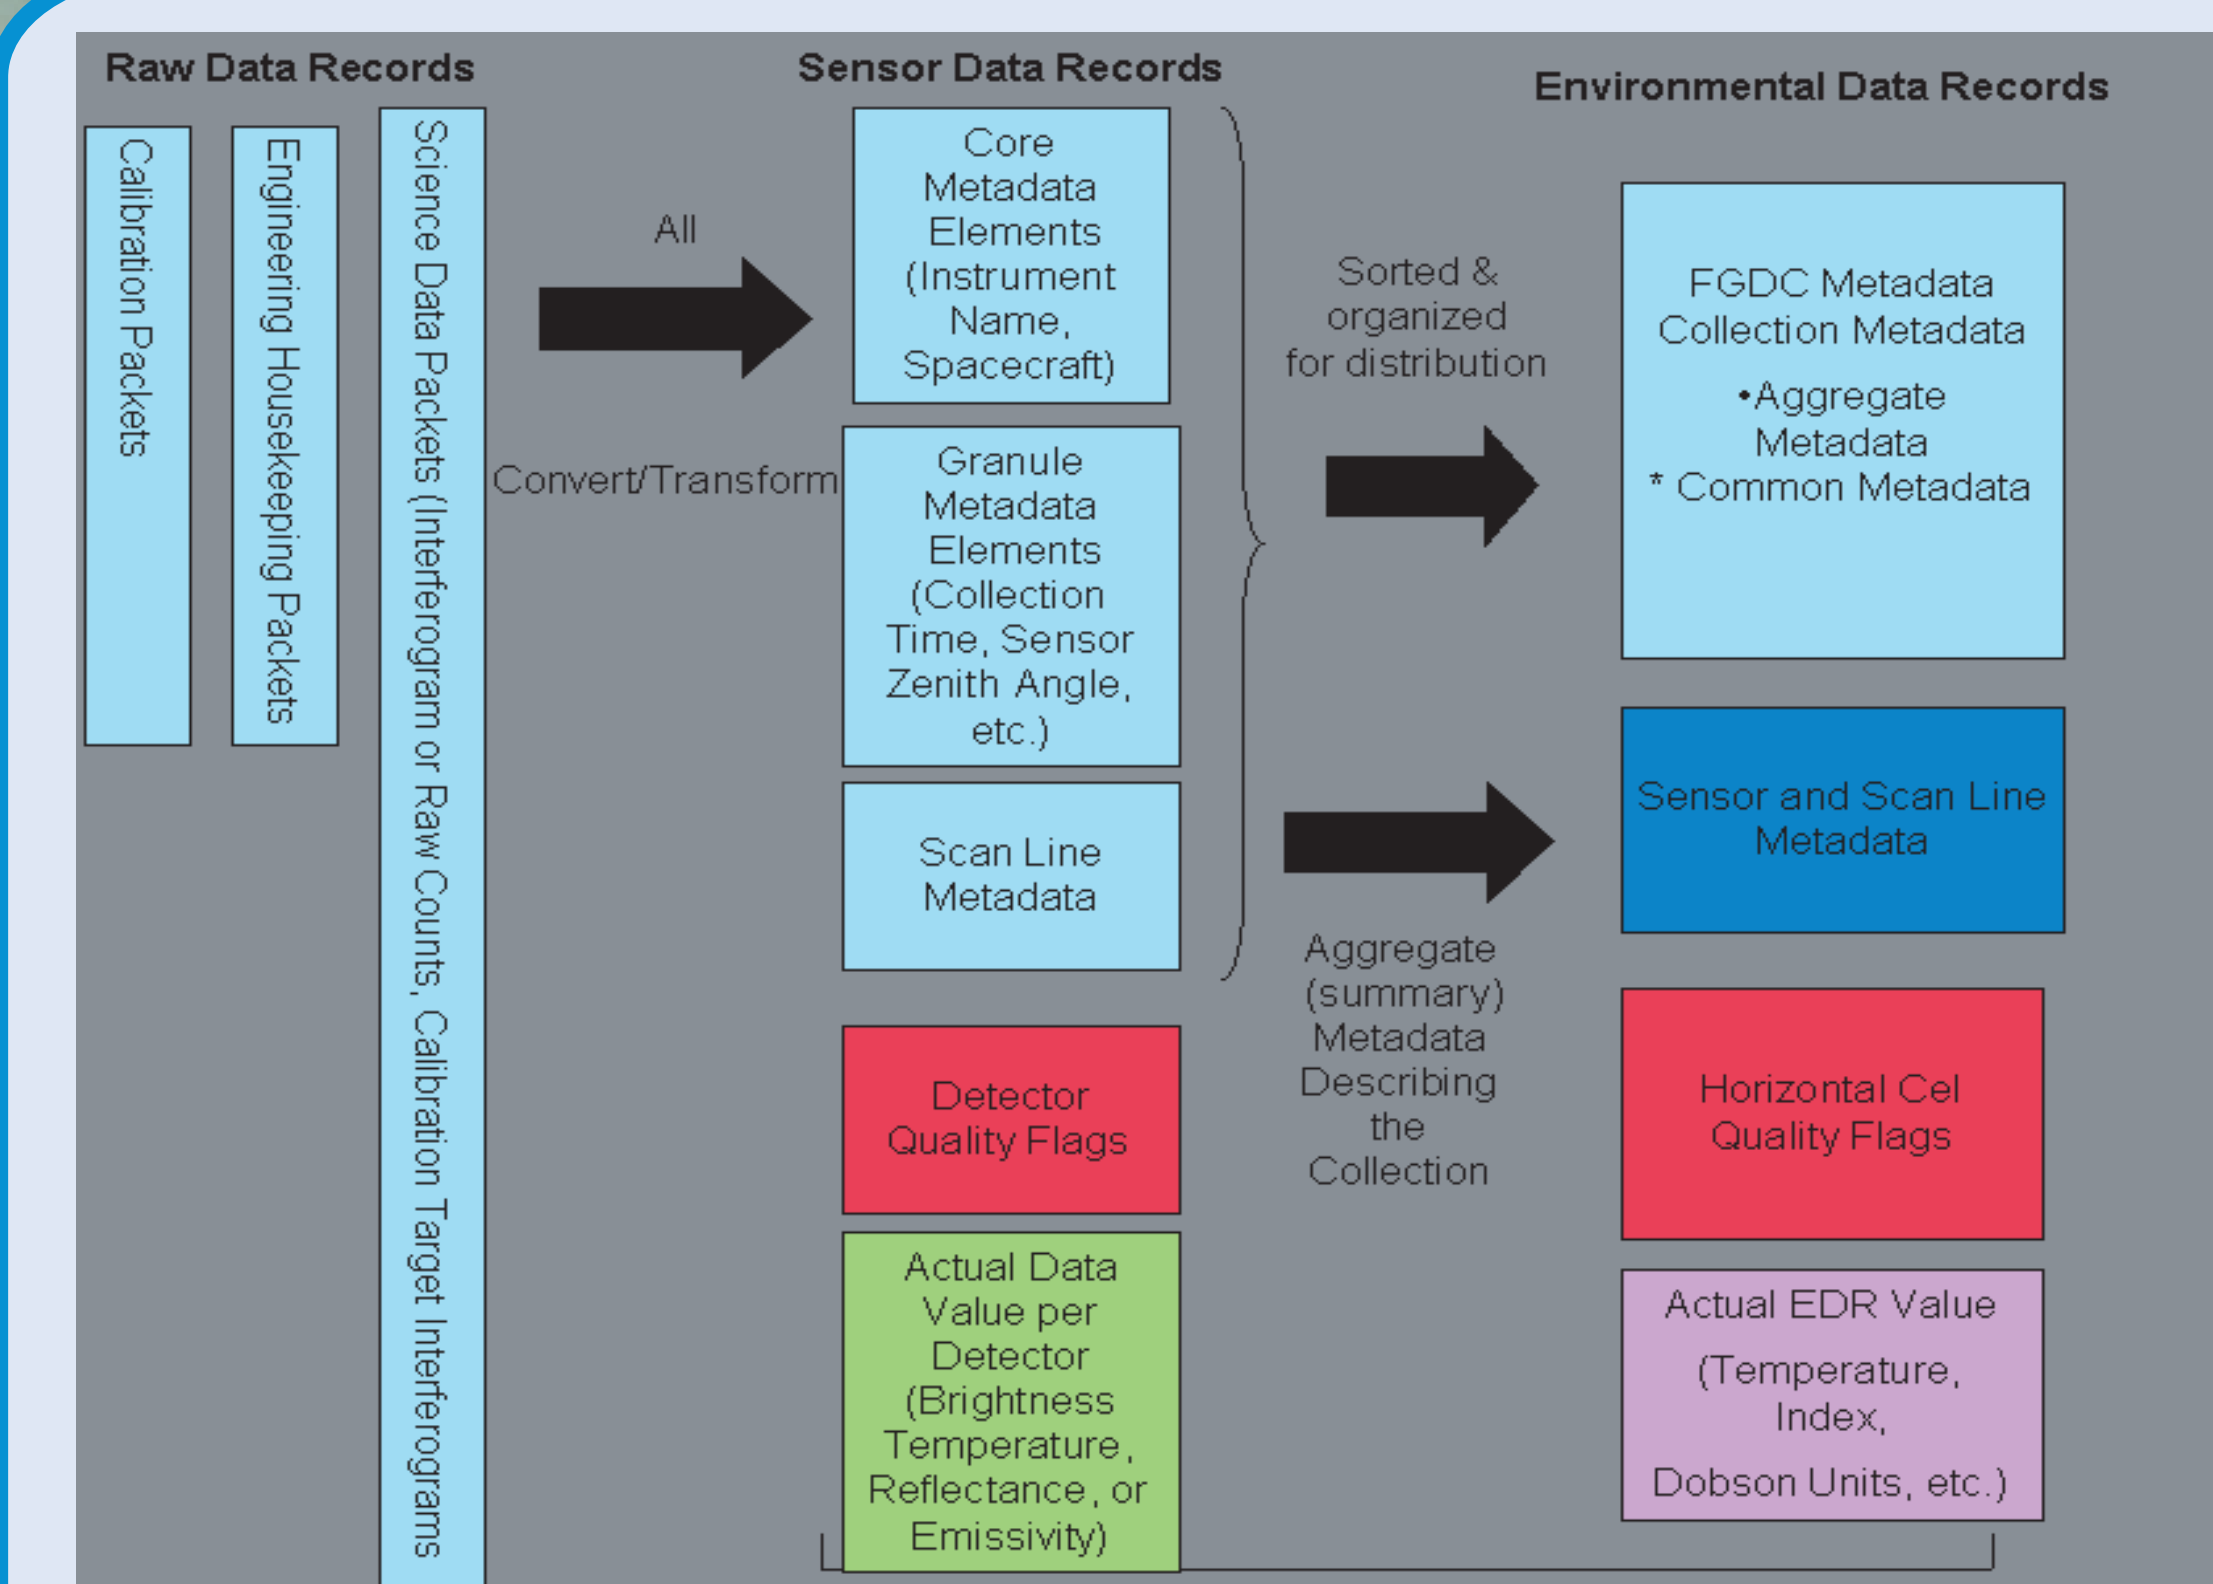 Raw Data Records
Calibration Packets
Engineering Housekeeping Packets
Science Data Packets (Interferogram or Raw Counts, Calibration Target Interferograms
All
Convert/Transform
Sensor Data Records
Core
Metadata
Elements
(Instrument
Name,
Spacecraft)
Granule
Metadata
Elements
(Collection
Time, Sensor
Zenith Angle,
etc.)
Scan Line
Metadata
Detector
Quality Flags
Actual Data
Value per
Detector
(Brightness
Temperature,
Reflectance, or
Emissivity)
Sorted &
organized
for distribution
Aggregate
(summary)
Metadata
Describing
the
Collection
Environmental Data Records
FGDC Metadata
Collection Metadata
•Aggregate
Metadata
* Common Metadata
Sensor and Scan Line
Metadata
Horizontal Cel
Quality Flags
Actual EDR Value
(Temperature,
Index,
Dobson Units, etc.)